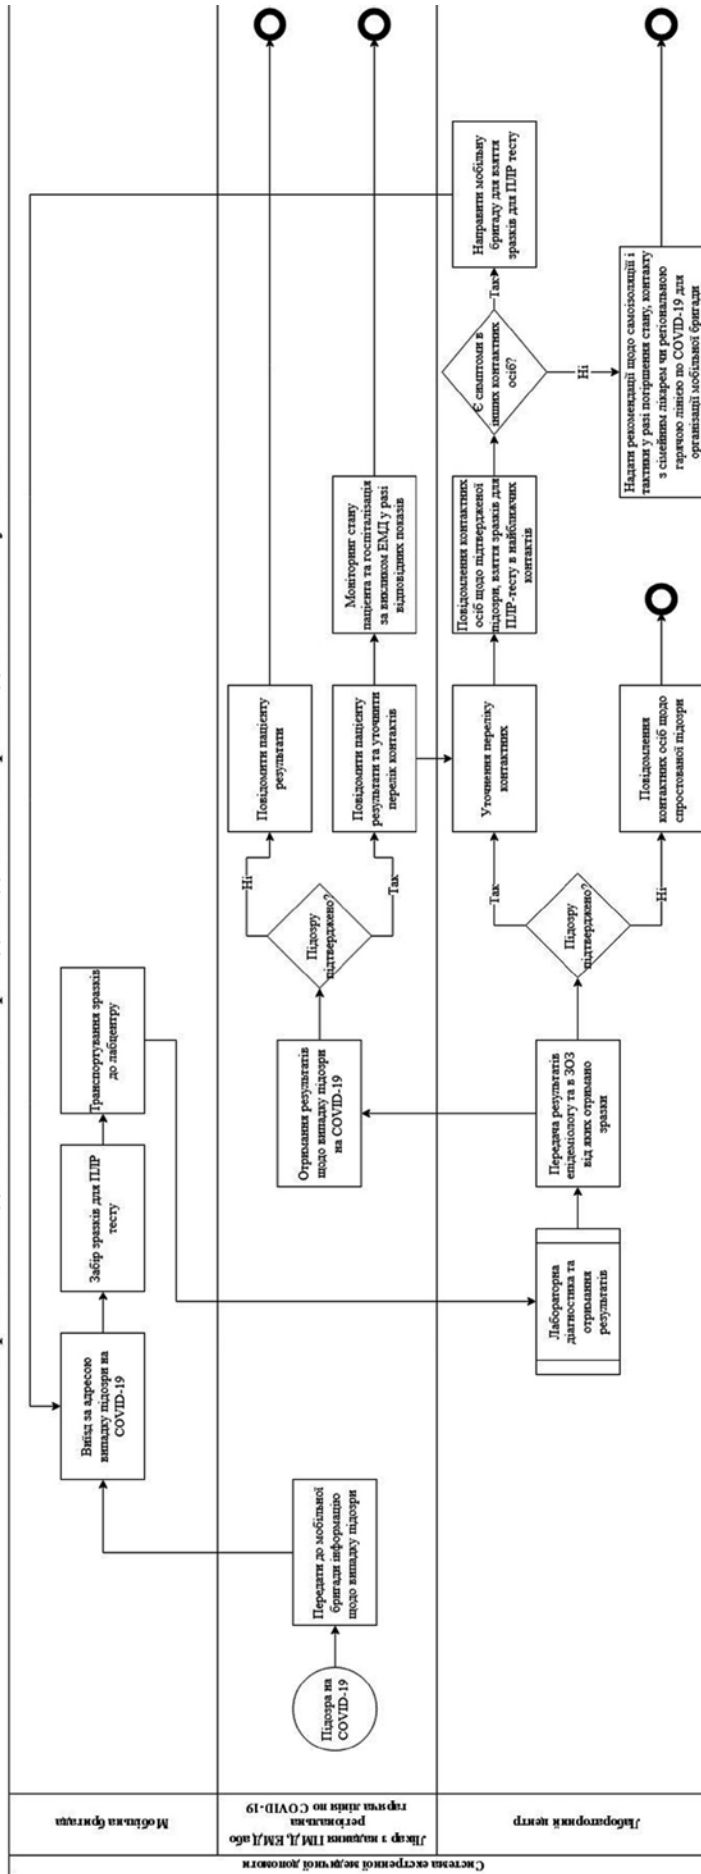 Система екстренної медичної допомоги
Мобільна бригада
Лікар з надання ПМД, ЕМД або
регіональна
гаряча лінія по COVID-19
Лабораторний центр
Підозра на
COVID-19
Передати до мобільної
бригади інформацію
щодо випадку підозри
Виїзд за адресою
випадку підозри на
COVID-19
Забір зразків для ПЛР
тесту
Транспортування зразків
до лабцентру
Лабораторна
діагностика та
отримання
результатів
Передача результатів
епідеміологу та в ЗОЗ
від яких отримано
зразки
Отримання результатів
щодо випадку підозри
на COVID-19
Підозру
підтверджено?
Ні
Так
Повідомити пацієнту
результати
Повідомити пацієнту
результати та уточнити
перелік контактів
Моніторинг стану
пацієнта та госпіталізація
за викликом ЕМД у разі
відповідних показів
Підозру
підтверджено?
Так
Ні
Уточнення переліку
контактних
Повідомлення
контактних осіб щодо
спростованої підозри
Повідомлення контактних
осіб щодо підтвердженої
підозри, взяття зразків для
ПЛР-тесту в найближчих
контактів
Є симптоми в
інших контактних
осіб?
Так
Ні
Направити мобільну
бригаду для взяття
зразків для ПЛР тесту
Надати рекомендації щодо самоізоляції і
тактики у разі погіршення стану, контакту
з сімейним лікарем чи регіональною
гарячою лінією по COVID-19 для
організації мобільної бригади